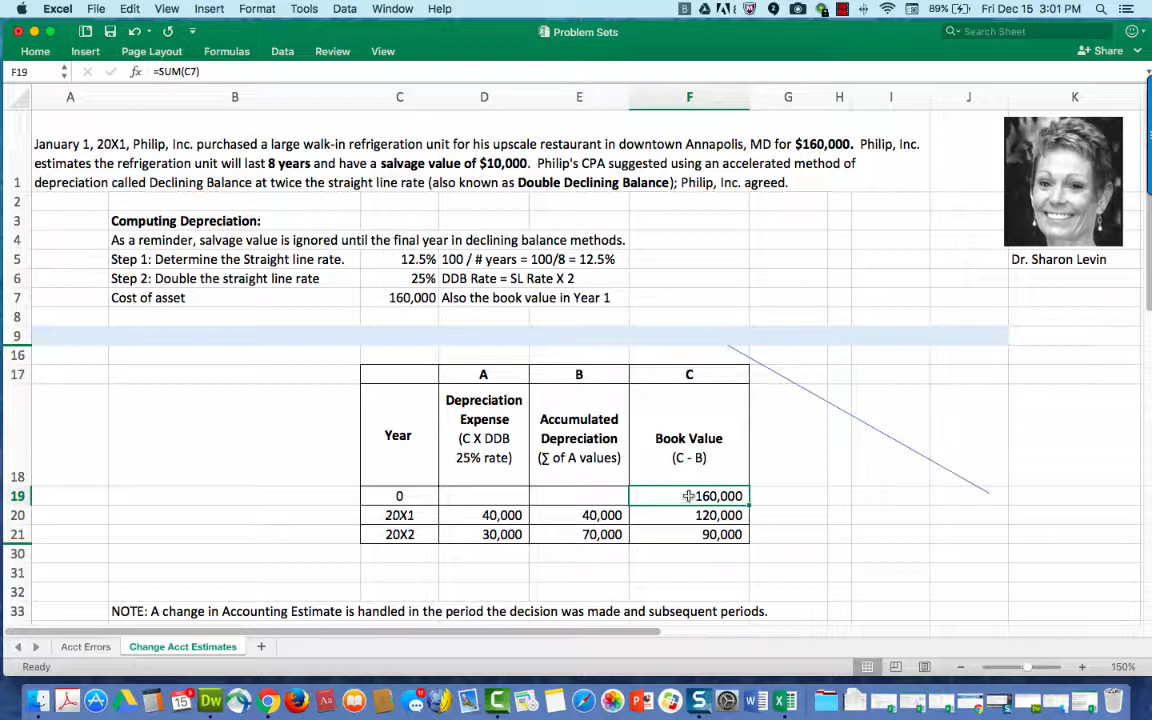 Excel File Edit View Insert Format Tools Data Window Help 89% Fri Dec 15 3:01 PM
Problem Sets
Search Sheet
Home Insert Page Layout Formulas Data Review View
Share
F19 fx =SUM(C7)
A B C D E F G H I J K
January 1, 20X1, Philip, Inc. purchased a large walk-in refrigeration unit for his upscale restaurant in downtown Annapolis, MD for $160,000. Philip, Inc.
estimates the refrigeration unit will last 8 years and have a salvage value of $10,000. Philip's CPA suggested using an accelerated method of
1 depreciation called Declining Balance at twice the straight line rate (also known as Double Declining Balance); Philip, Inc. agreed.
2
3 Computing Depreciation:
4 As a reminder, salvage value is ignored until the final year in declining balance methods.
5 Step 1: Determine the Straight line rate. 12.5% 100 / # years = 100/8 = 12.5% Dr. Sharon Levin
6 Step 2: Double the straight line rate 25% DDB Rate = SL Rate X 2
7 Cost of asset 160,000 Also the book value in Year 1
8
9
16
17 A B C
Depreciation
Expense Accumulated
Year (C X DDB Depreciation Book Value
25% rate) (∑ of A values) (C - B)
18
19 0 160,000
20 20X1 40,000 40,000 120,000
21 20X2 30,000 70,000 90,000
30
31
32
33 NOTE: A change in Accounting Estimate is handled in the period the decision was made and subsequent periods.
Acct Errors Change Acct Estimates +
Ready 150%